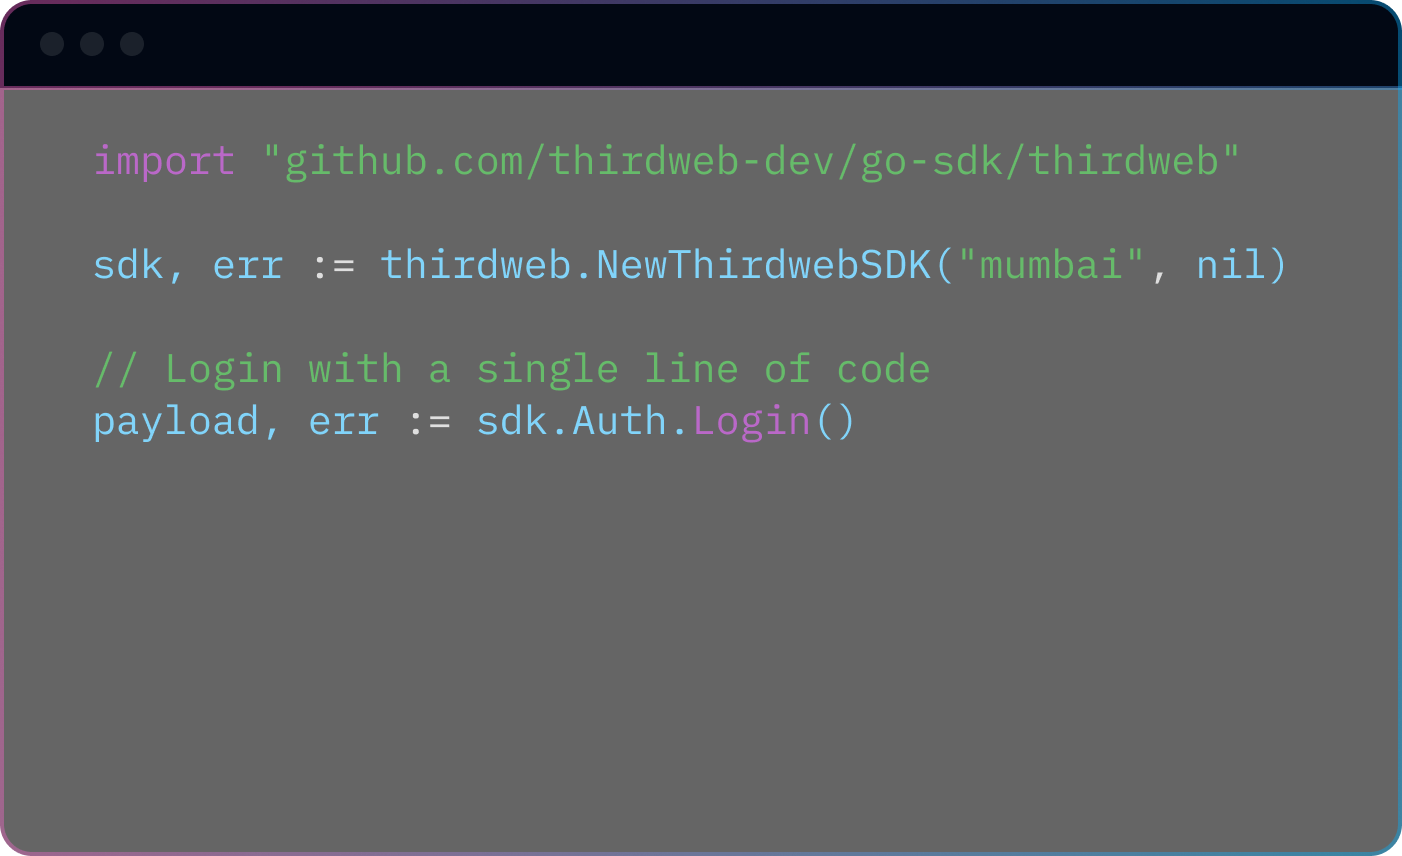 import "github.com/thirdweb-dev/go-sdk/thirdweb"
sdk, err := thirdweb.NewThirdwebSDK("mumbai", nil)
// Login with a single line of code
payload, err := sdk.Auth.Login()